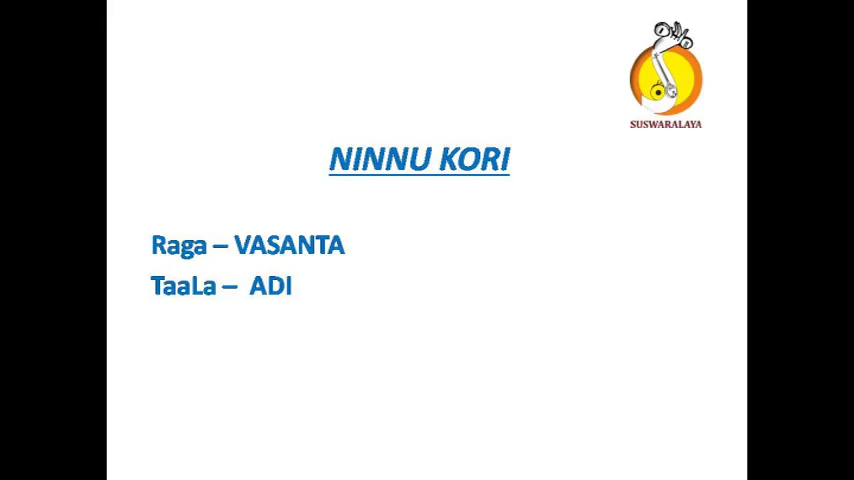 SUSWARALAYA
NINNU KORI
Raga – VASANTA
TaaLa – ADI